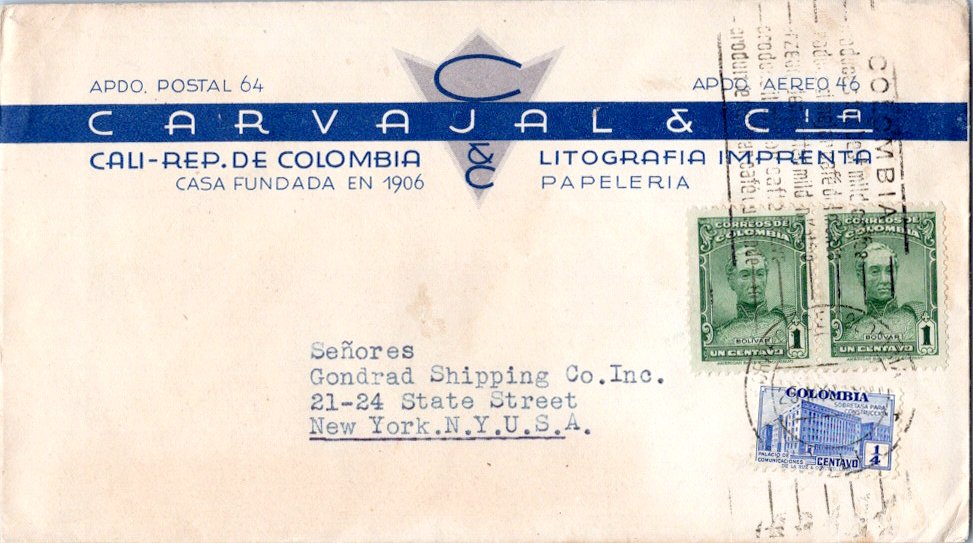 APDO. POSTAL 64
APDO. AEREO 46
C
CARVAJAL & CIA
& C
CALI-REP. DE COLOMBIA
LITOGRAFIA IMPRENTA
CASA FUNDADA EN 1906
PAPELERIA
COLOMBIA
CORREOS DE
COLOMBIA
BOLIVAR
1
UN CENTAVO
CORREOS DE
COLOMBIA
BOLIVAR
1
UN CENTAVO
Señores
Gondrad Shipping Co.Inc.
21-24 State Street
New York.N.Y.U.S.A.
COLOMBIA
SOBRETASA PARA
CONSTRUCCION
PALACIO DE
COMUNICACIONES
CENTAVO
1/4